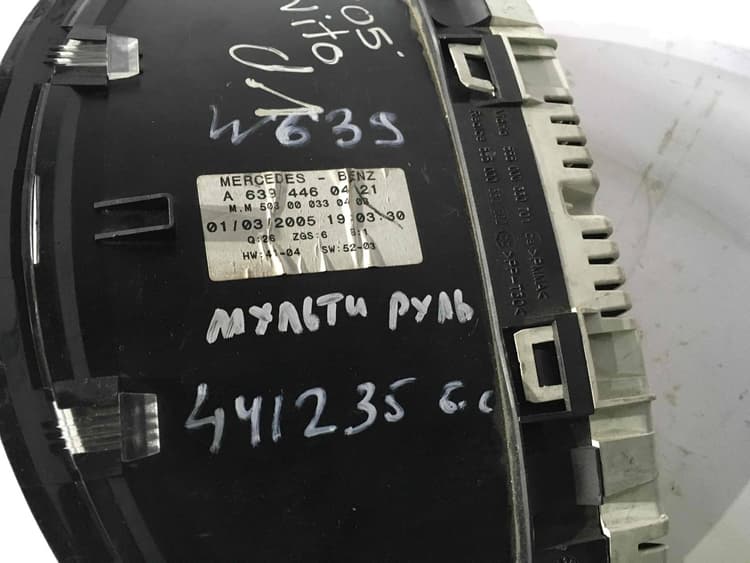 05.
Vito
W639
MERCEDES - BENZ
A 639 446 04 21
M.M 503 00 033 04 03
01/03/2005 19:03:30
Q:26 ZGS:6 B:1
HW:41-04 SW:52-03
МУЛЬТИ РУЛЬ
441235 б.с